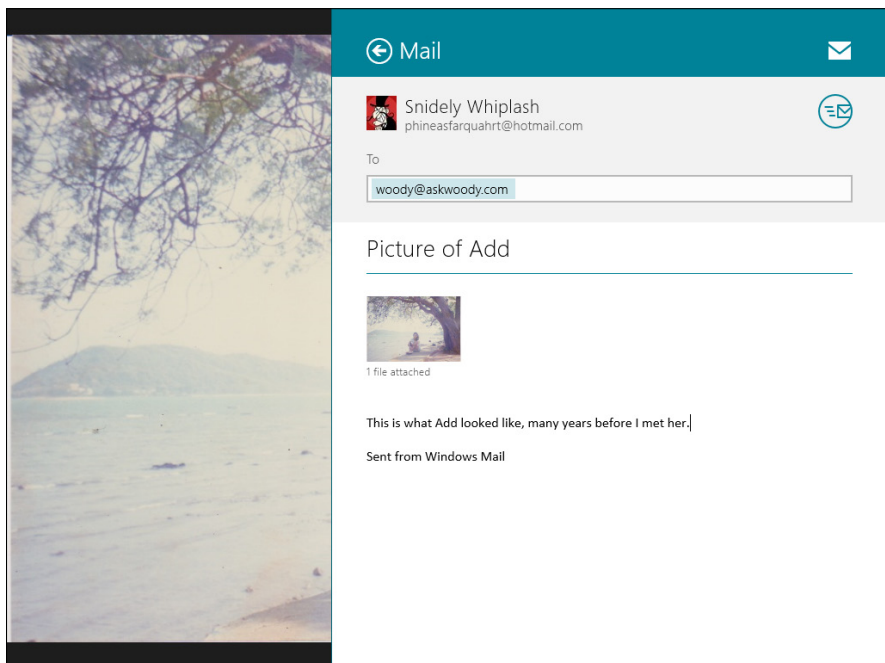 Mail
Snidely Whiplash
phineasfarquahrt@hotmail.com
To
woody@askwoody.com
Picture of Add
1 file attached
This is what Add looked like, many years before I met her.
Sent from Windows Mail